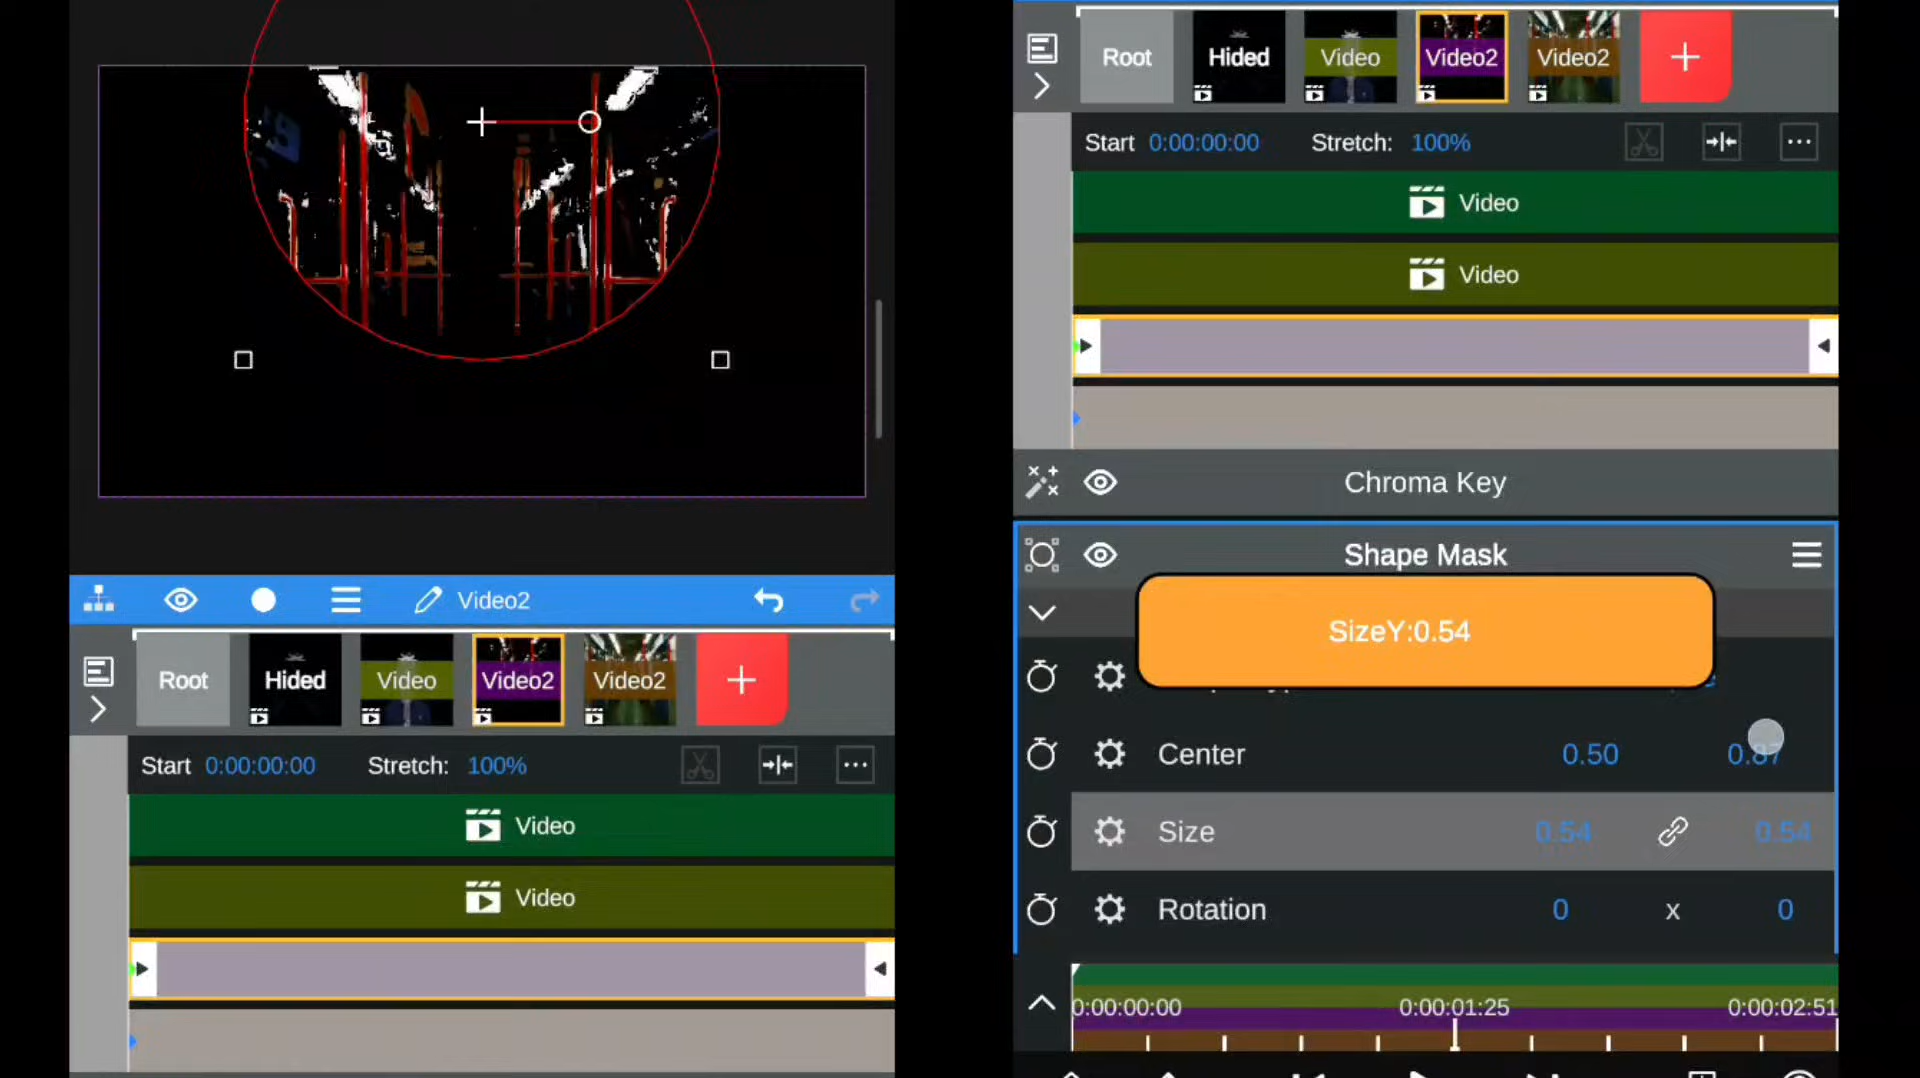 Video2
Root
Hided
Video
Video2
Video2
Start 0:00:00:00 Stretch: 100%
Video
Video
Root
Hided
Video
Video2
Video2
Start 0:00:00:00 Stretch: 100%
Video
Video
Chroma Key
Shape Mask
SizeY:0.54
Center 0.50 0.87
Size 0.54 0.54
Rotation 0 x 0
0:00:00:00 0:00:01:25 0:00:02:51